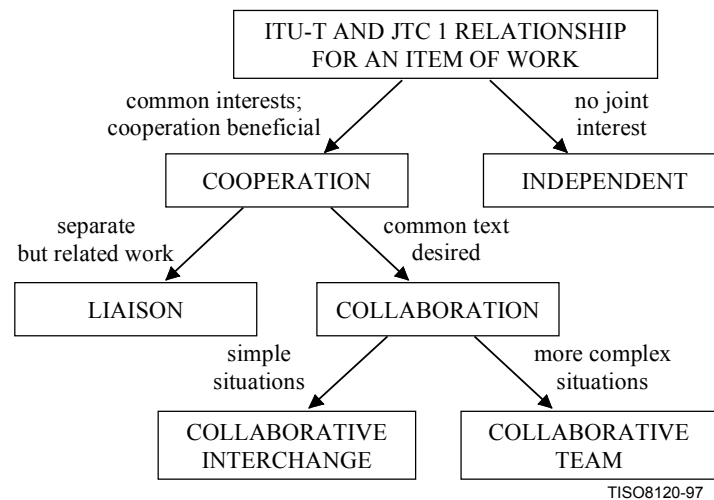 ITU-T AND JTC 1 RELATIONSHIP
FOR AN ITEM OF WORK
common interests;
cooperation beneficial
no joint
interest
COOPERATION
INDEPENDENT
separate
but related work
common text
desired
LIAISON
COLLABORATION
simple
situations
more complex
situations
COLLABORATIVE
INTERCHANGE
COLLABORATIVE
TEAM
TISO8120-97